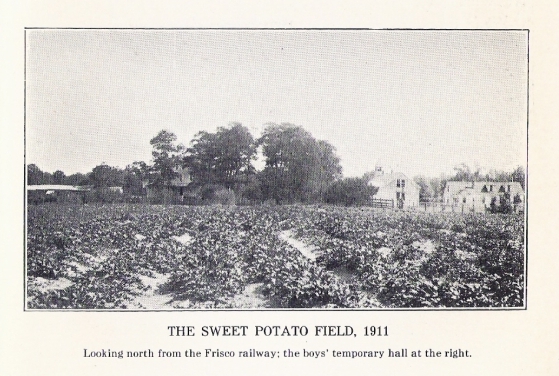 THE SWEET POTATO FIELD, 1911
Looking north from the Frisco railway; the boys' temporary hall at the right.